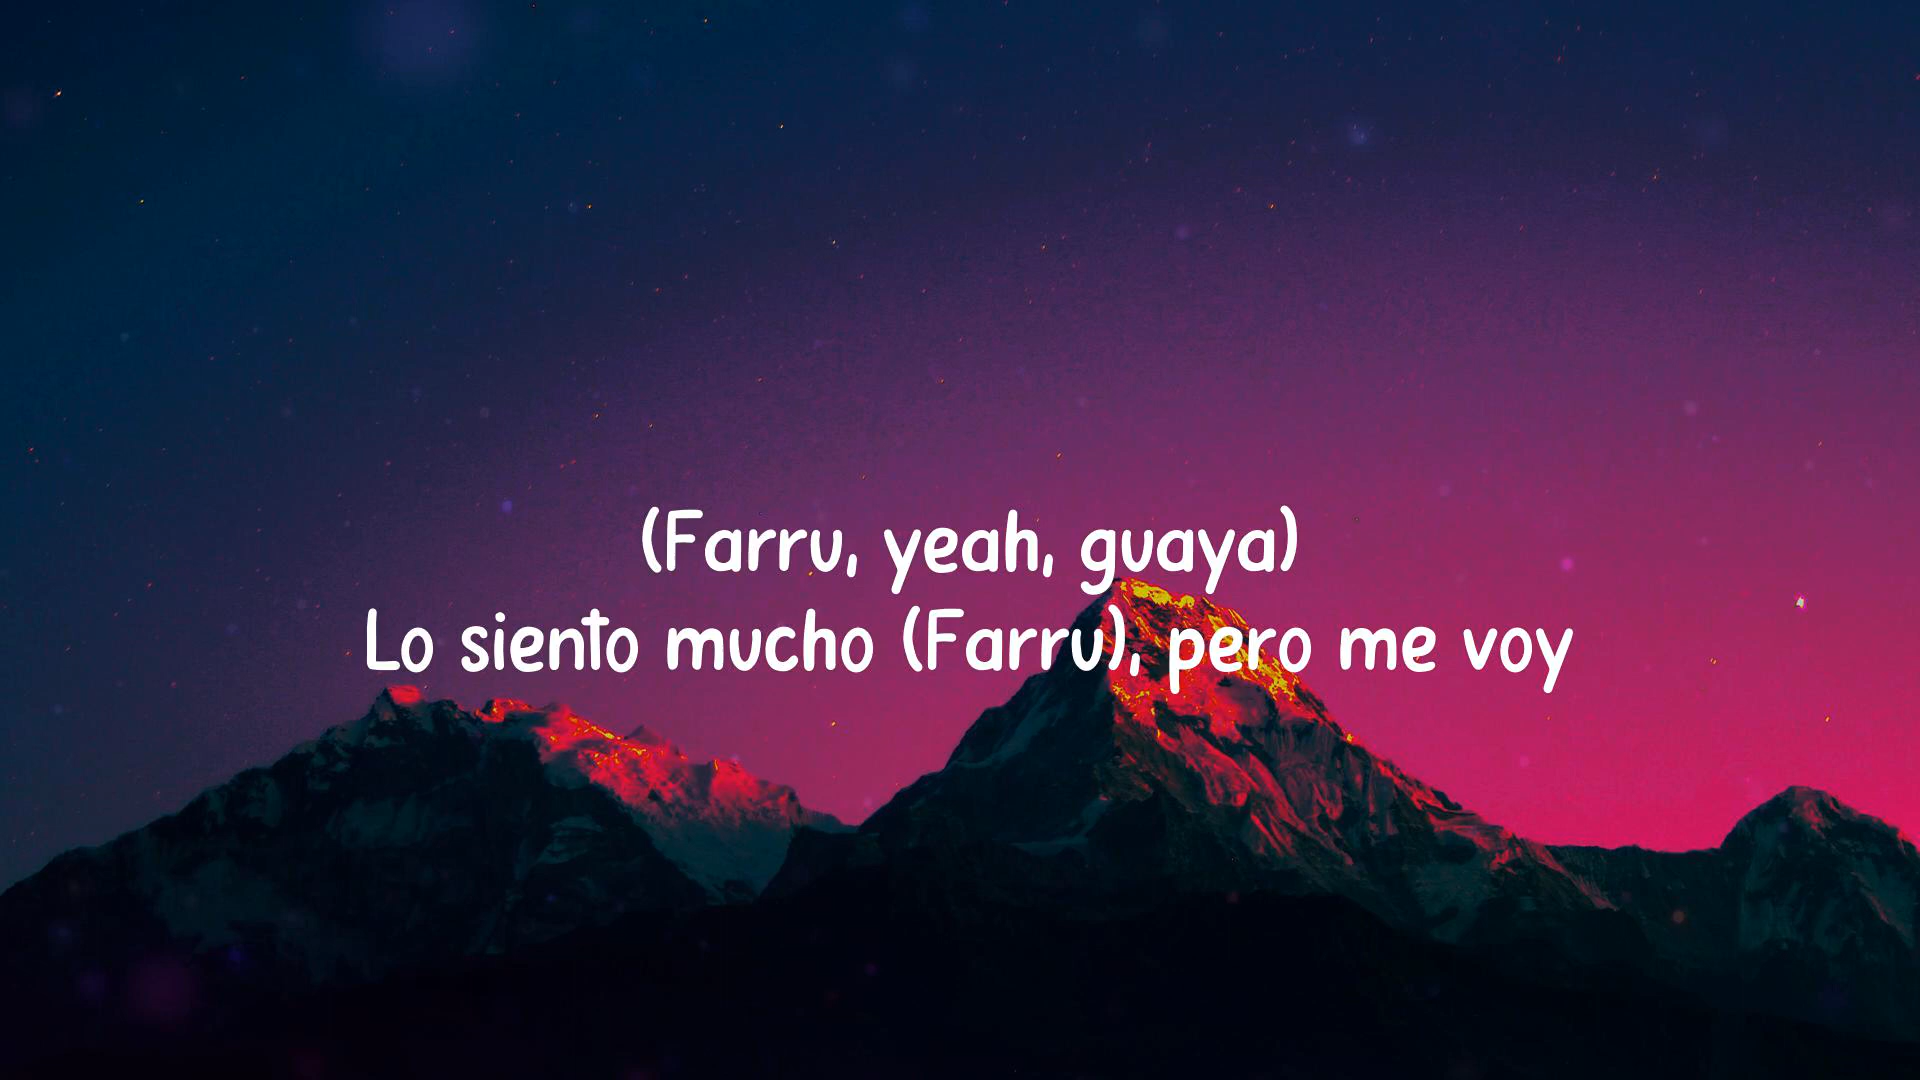 (Farru, yeah, guaya)
Lo siento mucho (Farru), pero me voy